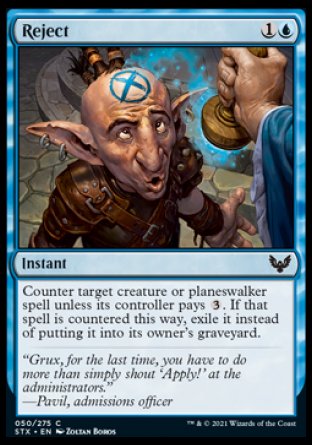 Reject 1
Instant
Counter target creature or planeswalker
spell unless its controller pays 3. If that
spell is countered this way, exile it instead
of putting it into its owner's graveyard.
"Grux, for the last time, you have to do
more than simply shout 'Apply!' at the
administrators."
—Pavil, admissions officer
050/275 C
STX • EN Zoltan Boros
™ & © 2021 Wizards of the Coast